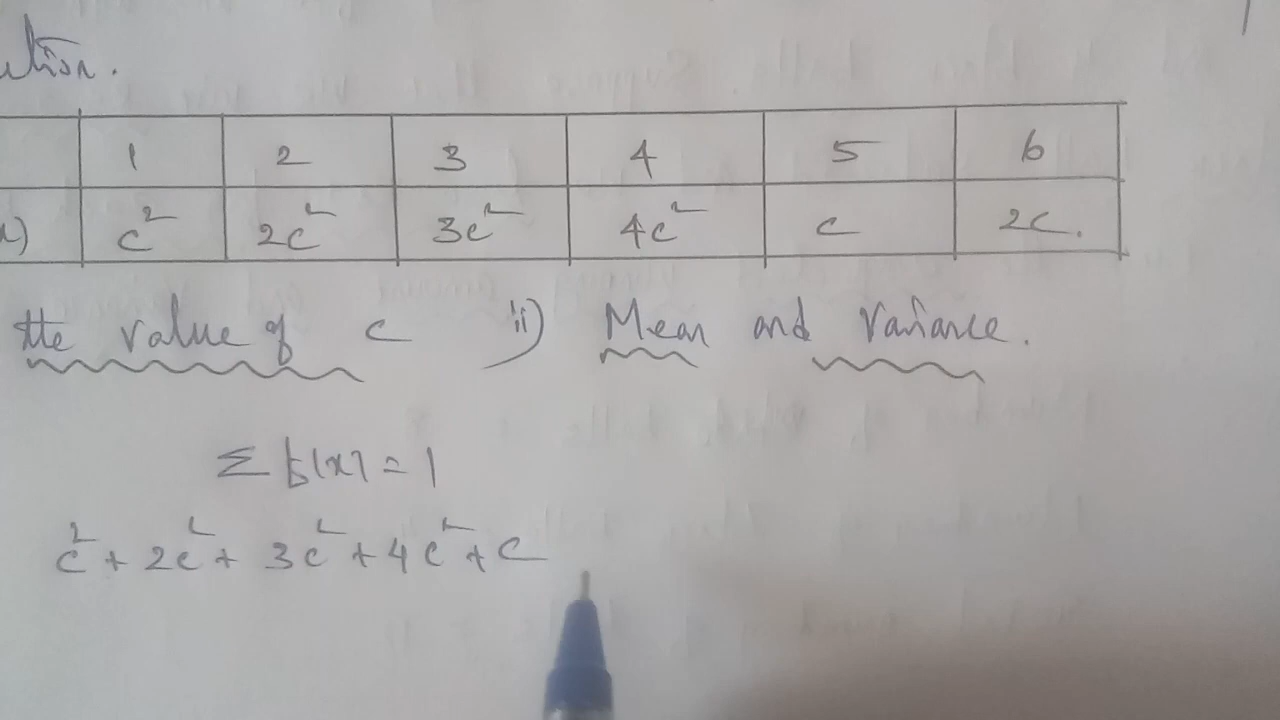 ution.
1 2 3 4 5 6
x) c² 2c² 3c² 4c² c 2c.
the value of c ii) Mean and Variance.
Σ p(x) = 1
c² + 2c² + 3c² + 4c² + c